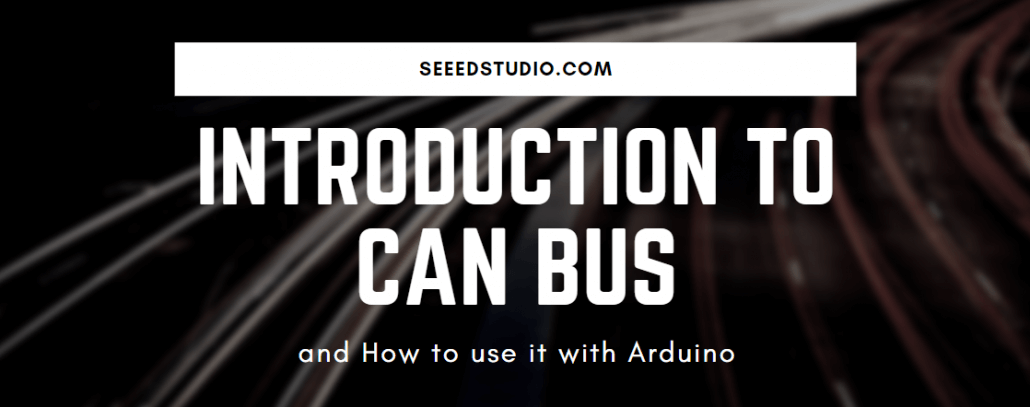 SEEEDSTUDIO.COM
INTRODUCTION TO
CAN BUS
and How to use it with Arduino